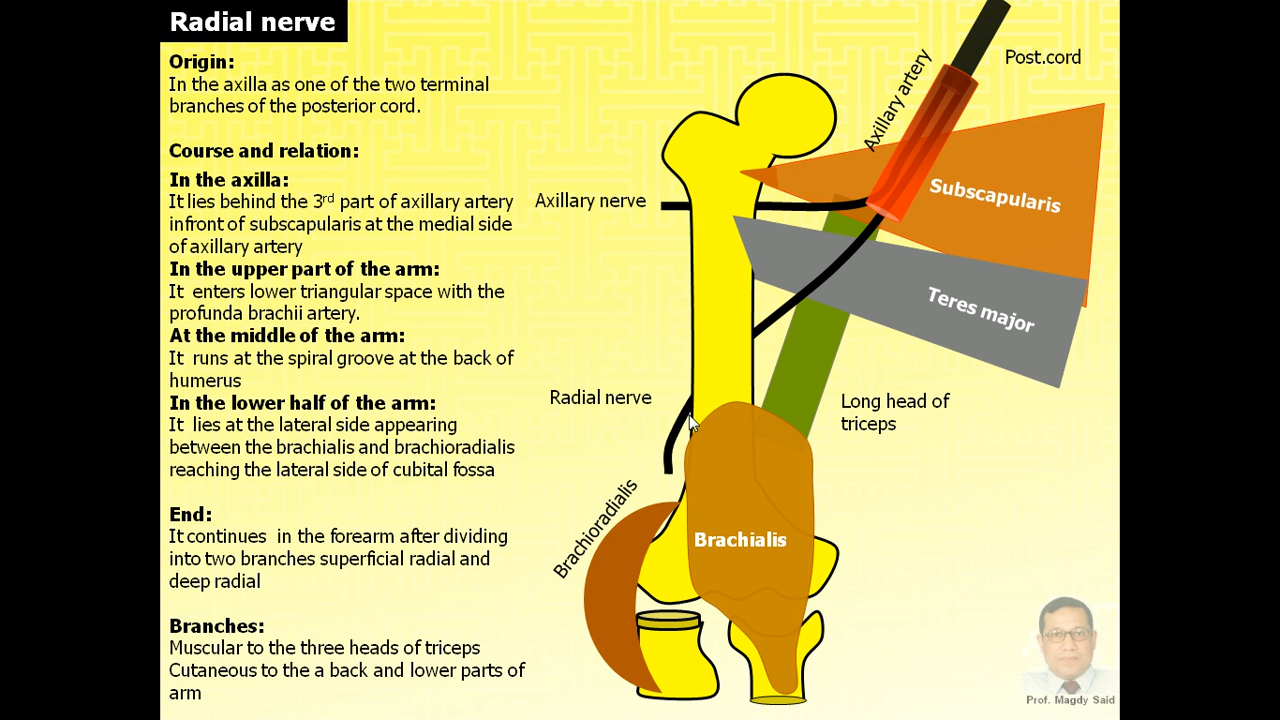 Radial nerve
Origin:
In the axilla as one of the two terminal
branches of the posterior cord.
Course and relation:
In the axilla:
It lies behind the 3rd part of axillary artery
infront of subscapularis at the medial side
of axillary artery
In the upper part of the arm:
It enters lower triangular space with the
profunda brachii artery.
At the middle of the arm:
It runs at the spiral groove at the back of
humerus
In the lower half of the arm:
It lies at the lateral side appearing
between the brachialis and brachioradialis
reaching the lateral side of cubital fossa
End:
It continues in the forearm after dividing
into two branches superficial radial and
deep radial
Branches:
Muscular to the three heads of triceps
Cutaneous to the a back and lower parts of
arm
Post.cord
Axillary artery
Subscapularis
Axillary nerve
Teres major
Radial nerve
Long head of
triceps
Brachioradialis
Brachialis
Prof. Magdy Said